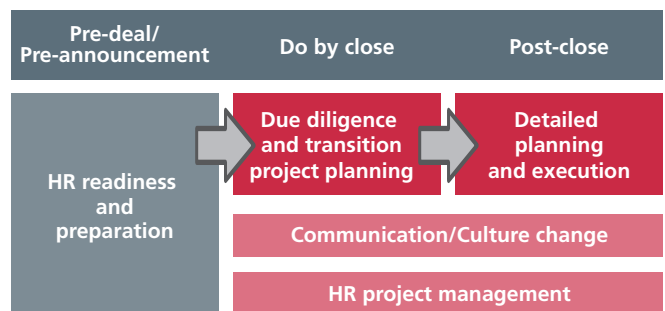 Pre-deal/
Pre-announcement
Do by close
Post-close
HR readiness
and
preparation
Due diligence
and transition
project planning
Detailed
planning
and execution
Communication/Culture change
HR project management